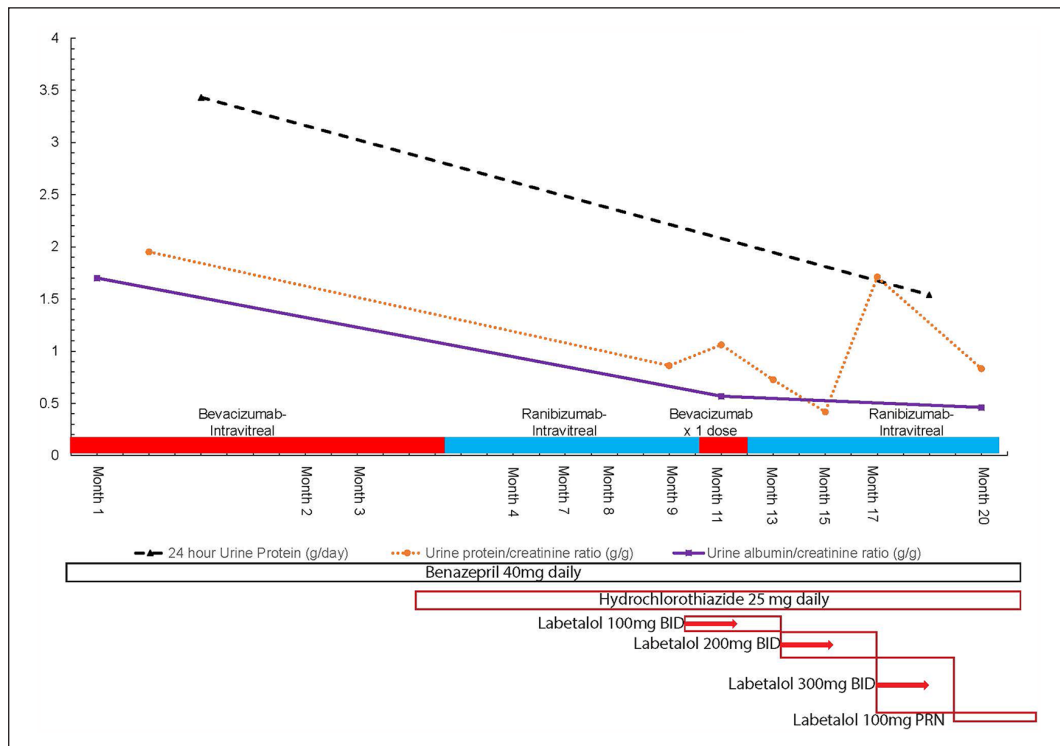 4
3.5
3
2.5
2
1.5
1
0.5
0
Bevacizumab-
Intravitreal
Ranibizumab-
Intravitreal
Bevacizumab
x 1 dose
Ranibizumab-
Intravitreal
Month 1
Month 2
Month 3
Month 4
Month 7
Month 8
Month 9
Month 11
Month 13
Month 15
Month 17
Month 20
24 hour Urine Protein (g/day)
Urine protein/creatinine ratio (g/g)
Urine albumin/creatinine ratio (g/g)
Benazepril 40mg daily
Hydrochlorothiazide 25 mg daily
Labetalol 100mg BID
Labetalol 200mg BID
Labetalol 300mg BID
Labetalol 100mg PRN